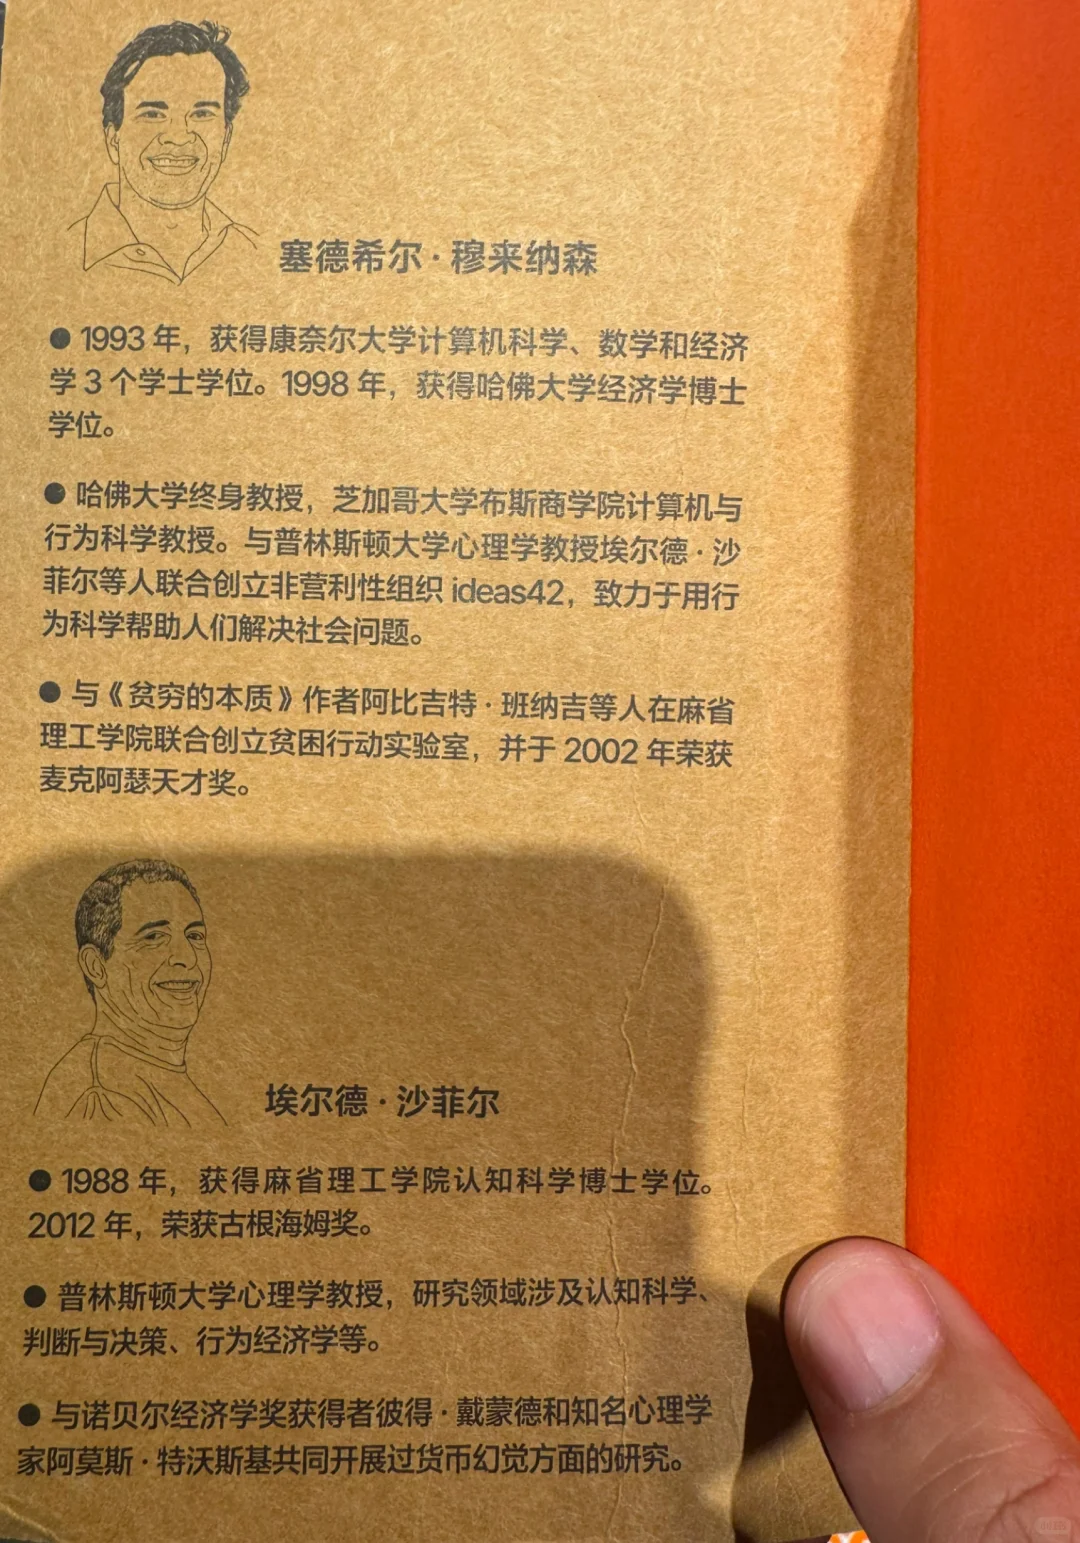 塞德希尔·穆来纳森
● 1993 年，获得康奈尔大学计算机科学、数学和经济
学 3 个学士学位。1998 年，获得哈佛大学经济学博士
学位。
● 哈佛大学终身教授，芝加哥大学布斯商学院计算机与
行为科学教授。与普林斯顿大学心理学教授埃尔德·沙
菲尔等人联合创立非营利性组织 ideas42，致力于用行
为科学帮助人们解决社会问题。
● 与《贫穷的本质》作者阿比吉特·班纳吉等人在麻省
理工学院联合创立贫困行动实验室，并于 2002 年荣获
麦克阿瑟天才奖。
埃尔德·沙菲尔
● 1988 年，获得麻省理工学院认知科学博士学位。
2012 年，荣获古根海姆奖。
● 普林斯顿大学心理学教授，研究领域涉及认知科学、
判断与决策、行为经济学等。
● 与诺贝尔经济学奖获得者彼得·戴蒙德和知名心理学
家阿莫斯·特沃斯基共同开展过货币幻觉方面的研究。